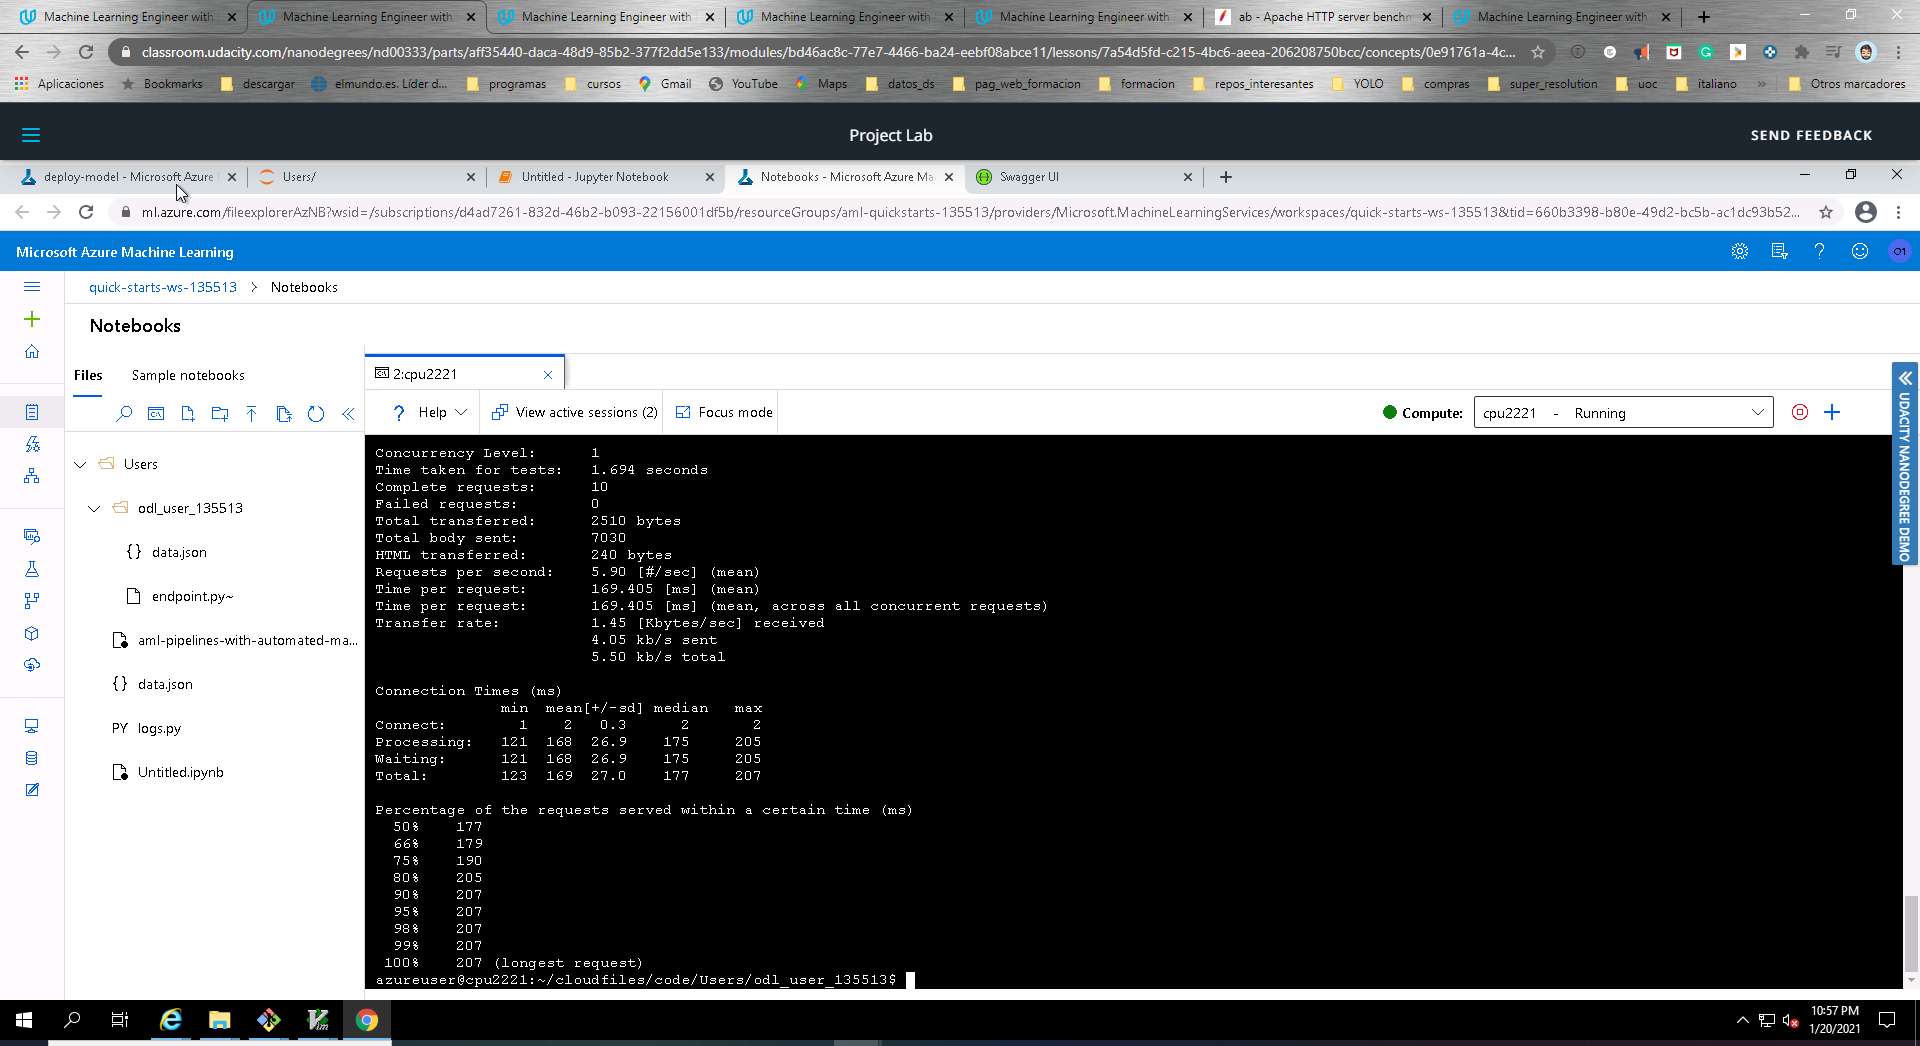 Machine Learning Engineer with
Machine Learning Engineer with
Machine Learning Engineer with
Machine Learning Engineer with
Machine Learning Engineer with
ab - Apache HTTP server benchm
Machine Learning Engineer with
classroom.udacity.com/nanodegrees/nd00333/parts/aff35440-daca-48d9-85b2-377f2dd5e133/modules/bd46ac8c-77e7-4466-ba24-eebf08abce11/lessons/7a54d5fd-c215-4bc6-aeea-206208750bcc/concepts/0e91761a-4c...
Aplicaciones
Bookmarks
descargar
elmundo.es. Líder d...
programas
cursos
Gmail
YouTube
Maps
datos_ds
pag_web_formacion
formacion
repos_interesantes
YOLO
compras
super_resolution
uoc
italiano
»
Otros marcadores
Project Lab
SEND FEEDBACK
deploy-model - Microsoft Azure
Users/
Untitled - Jupyter Notebook
Notebooks - Microsoft Azure Ma
Swagger UI
ml.azure.com/fileexplorerAzNB?wsid=/subscriptions/d4ad7261-832d-46b2-b093-22156001df5b/resourceGroups/aml-quickstarts-135513/providers/Microsoft.MachineLearningServices/workspaces/quick-starts-ws-135513&tid=660b3398-b80e-49d2-bc5b-ac1dc93b52...
Microsoft Azure Machine Learning
O1
quick-starts-ws-135513 > Notebooks
Notebooks
Files
Sample notebooks
2:cpu2221
? Help
View active sessions (2)
Focus mode
Compute:
cpu2221 - Running
Users
odl_user_135513
{} data.json
endpoint.py~
aml-pipelines-with-automated-ma...
{} data.json
PY logs.py
Untitled.ipynb
Concurrency Level: 1
Time taken for tests: 1.694 seconds
Complete requests: 10
Failed requests: 0
Total transferred: 2510 bytes
Total body sent: 7030
HTML transferred: 240 bytes
Requests per second: 5.90 [#/sec] (mean)
Time per request: 169.405 [ms] (mean)
Time per request: 169.405 [ms] (mean, across all concurrent requests)
Transfer rate: 1.45 [Kbytes/sec] received
4.05 kb/s sent
5.50 kb/s total
Connection Times (ms)
min mean[+/-sd] median max
Connect: 1 2 0.3 2 2
Processing: 121 168 26.9 175 205
Waiting: 121 168 26.9 175 205
Total: 123 169 27.0 177 207
Percentage of the requests served within a certain time (ms)
50% 177
66% 179
75% 190
80% 205
90% 207
95% 207
98% 207
99% 207
100% 207 (longest request)
azureuser@cpu2221:~/cloudfiles/code/Users/odl_user_135513$
UDACITY NANODEGREE DEMO
10:57 PM
1/20/2021